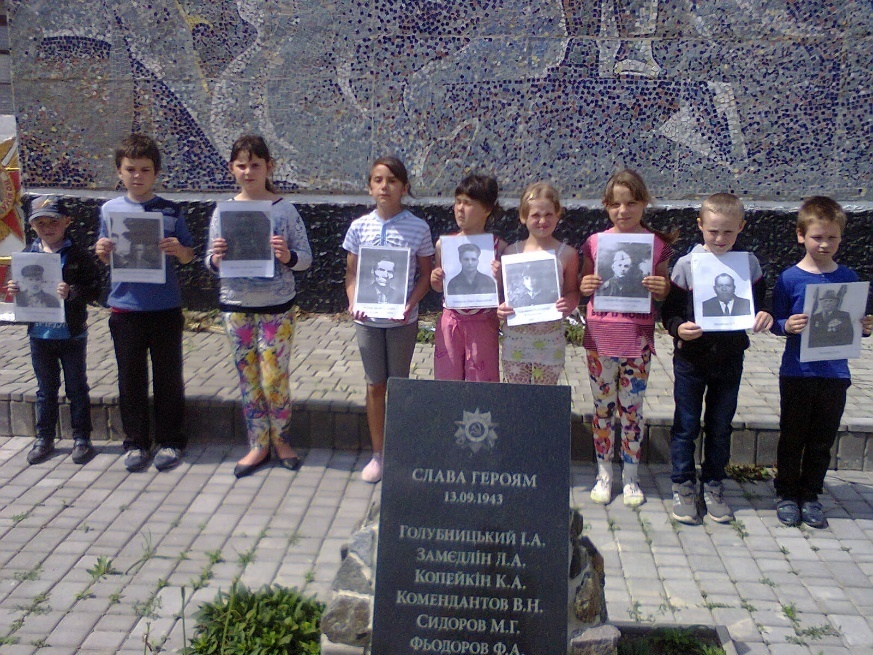 СЛАВА ГЕРОЯМ
13.09.1943
ГОЛУБНИЦЬКИЙ І.А.
ЗАМЄДЛІН Л.А.
КОПЕЙКІН К.А.
КОМЕНДАНТОВ В.Н.
СИДОРОВ М.Г.
ФЬОДОРОВ Ф.А.